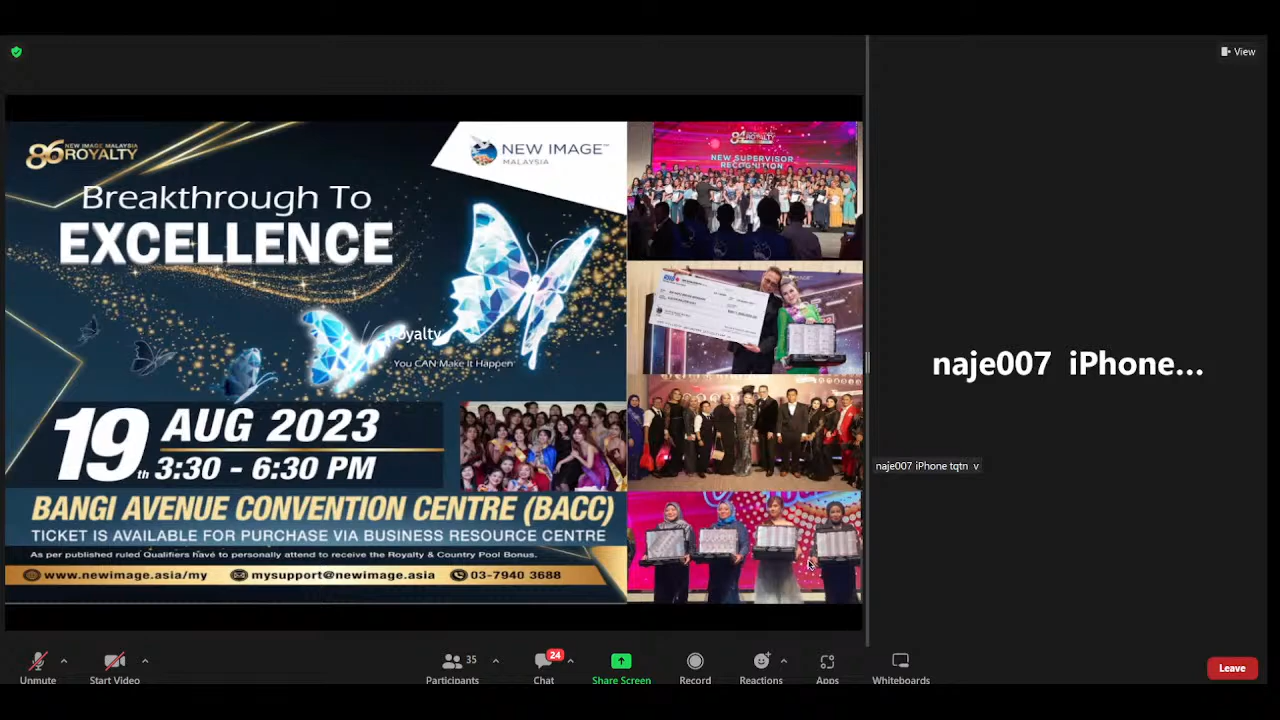 View
86 NEW IMAGE MALAYSIA
ROYALTY
NEW IMAGE™
MALAYSIA
Breakthrough To
EXCELLENCE
royalty
You CAN Make It Happen
19th
AUG 2023
3:30 - 6:30 PM
BANGI AVENUE CONVENTION CENTRE (BACC)
TICKET IS AVAILABLE FOR PURCHASE VIA BUSINESS RESOURCE CENTRE
As per published ruled Qualifiers have to personally attend to receive the Royalty & Country Pool Bonus.
www.newimage.asia/my mysupport@newimage.asia 03-7940 3688
ROYALTY
NEW SUPERVISOR
RECOGNITION
naje007 iPhone...
naje007 iPhone tqtn v
Unmute
Start Video
35
Participants
24
Chat
Share Screen
Record
Reactions
Apps
Whiteboards
Leave